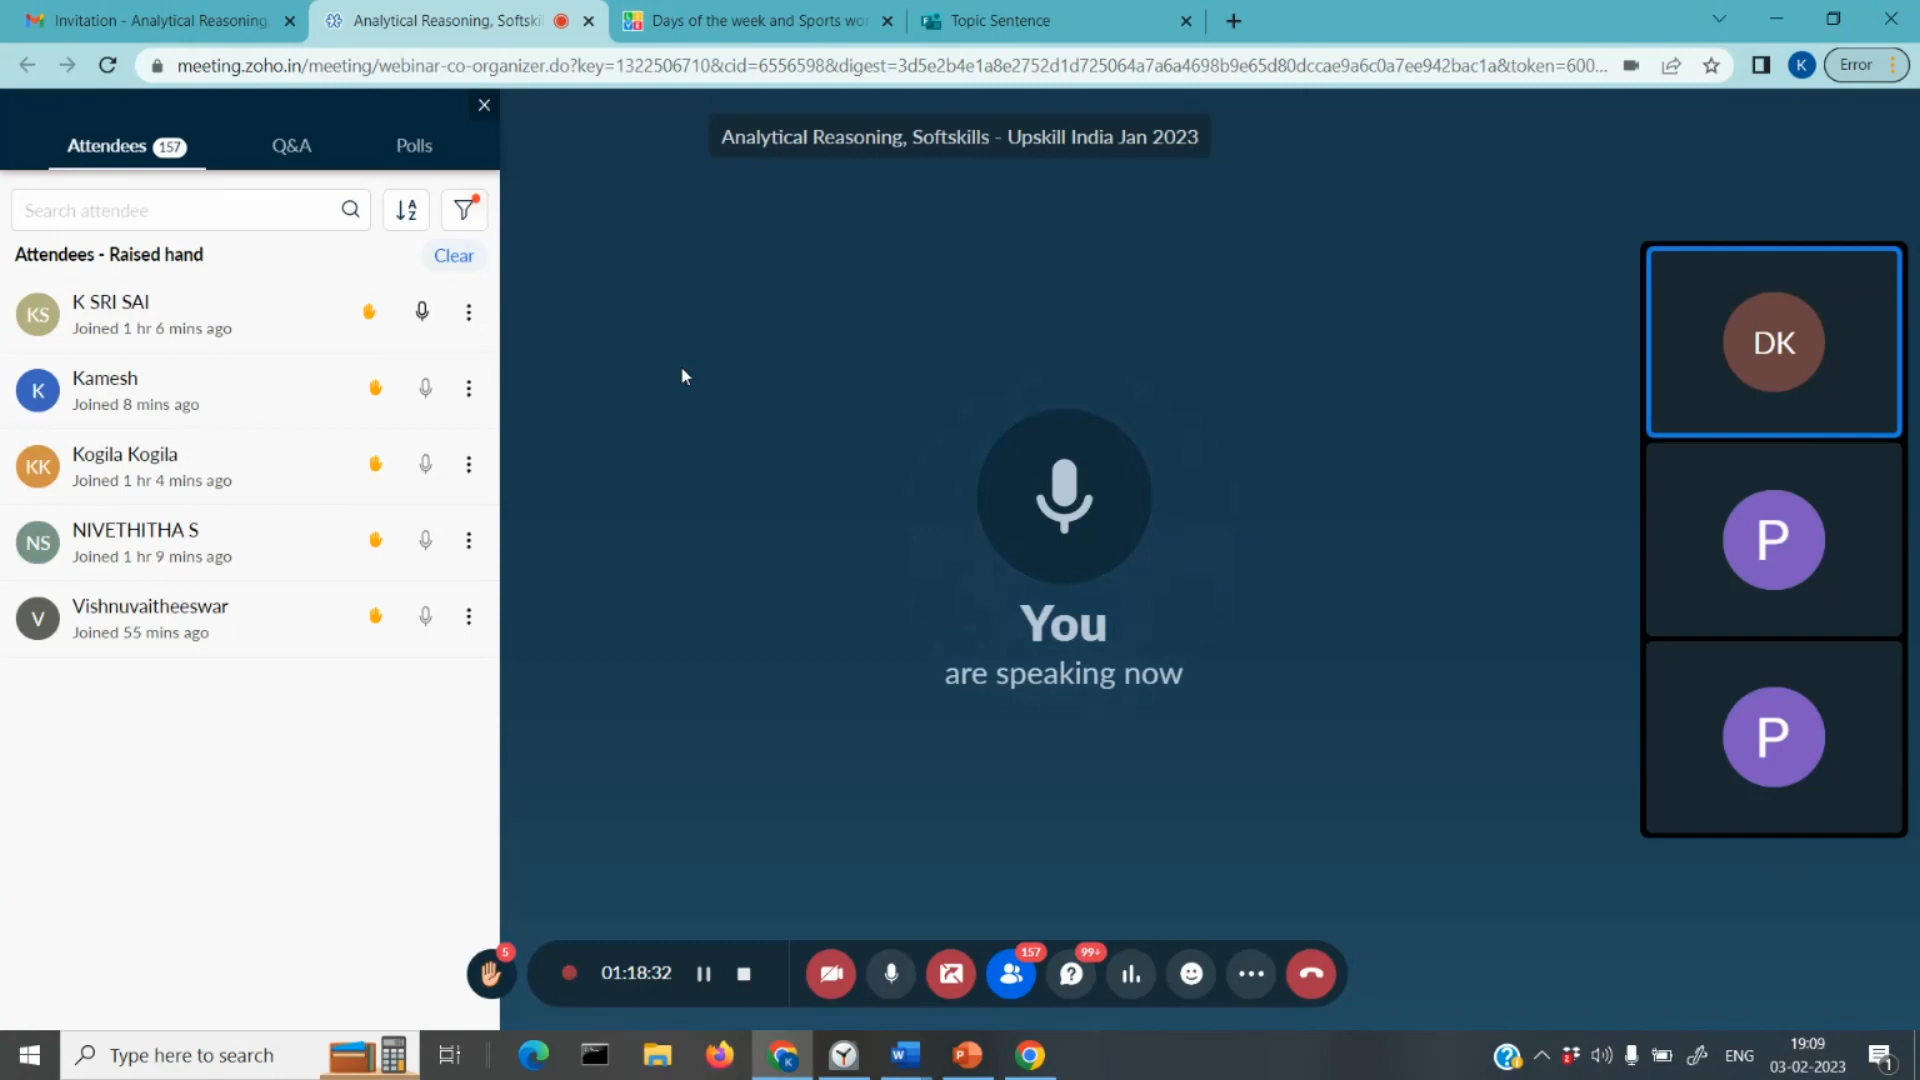 Invitation - Analytical Reasoning,
Analytical Reasoning, Softskil
Days of the week and Sports wo
Topic Sentence
meeting.zoho.in/meeting/webinar-co-organizer.do?key=1322506710&cid=6556598&digest=3d5e2b4e1a8e2752d1d725064a7a6a4698b9e65d80dccae9a6c0a7ee942bac1a&token=600...
K
Error
Attendees 157
Q&A
Polls
Analytical Reasoning, Softskills - Upskill India Jan 2023
Search attendee
A
Z
Attendees - Raised hand
Clear
KS
K SRI SAI
Joined 1 hr 6 mins ago
K
Kamesh
Joined 8 mins ago
KK
Kogila Kogila
Joined 1 hr 4 mins ago
NS
NIVETHITHA S
Joined 1 hr 9 mins ago
V
Vishnuvaitheeswar
Joined 55 mins ago
You
are speaking now
DK
P
P
5
01:18:32
157
99+
Type here to search
ENG
19:09
03-02-2023
1